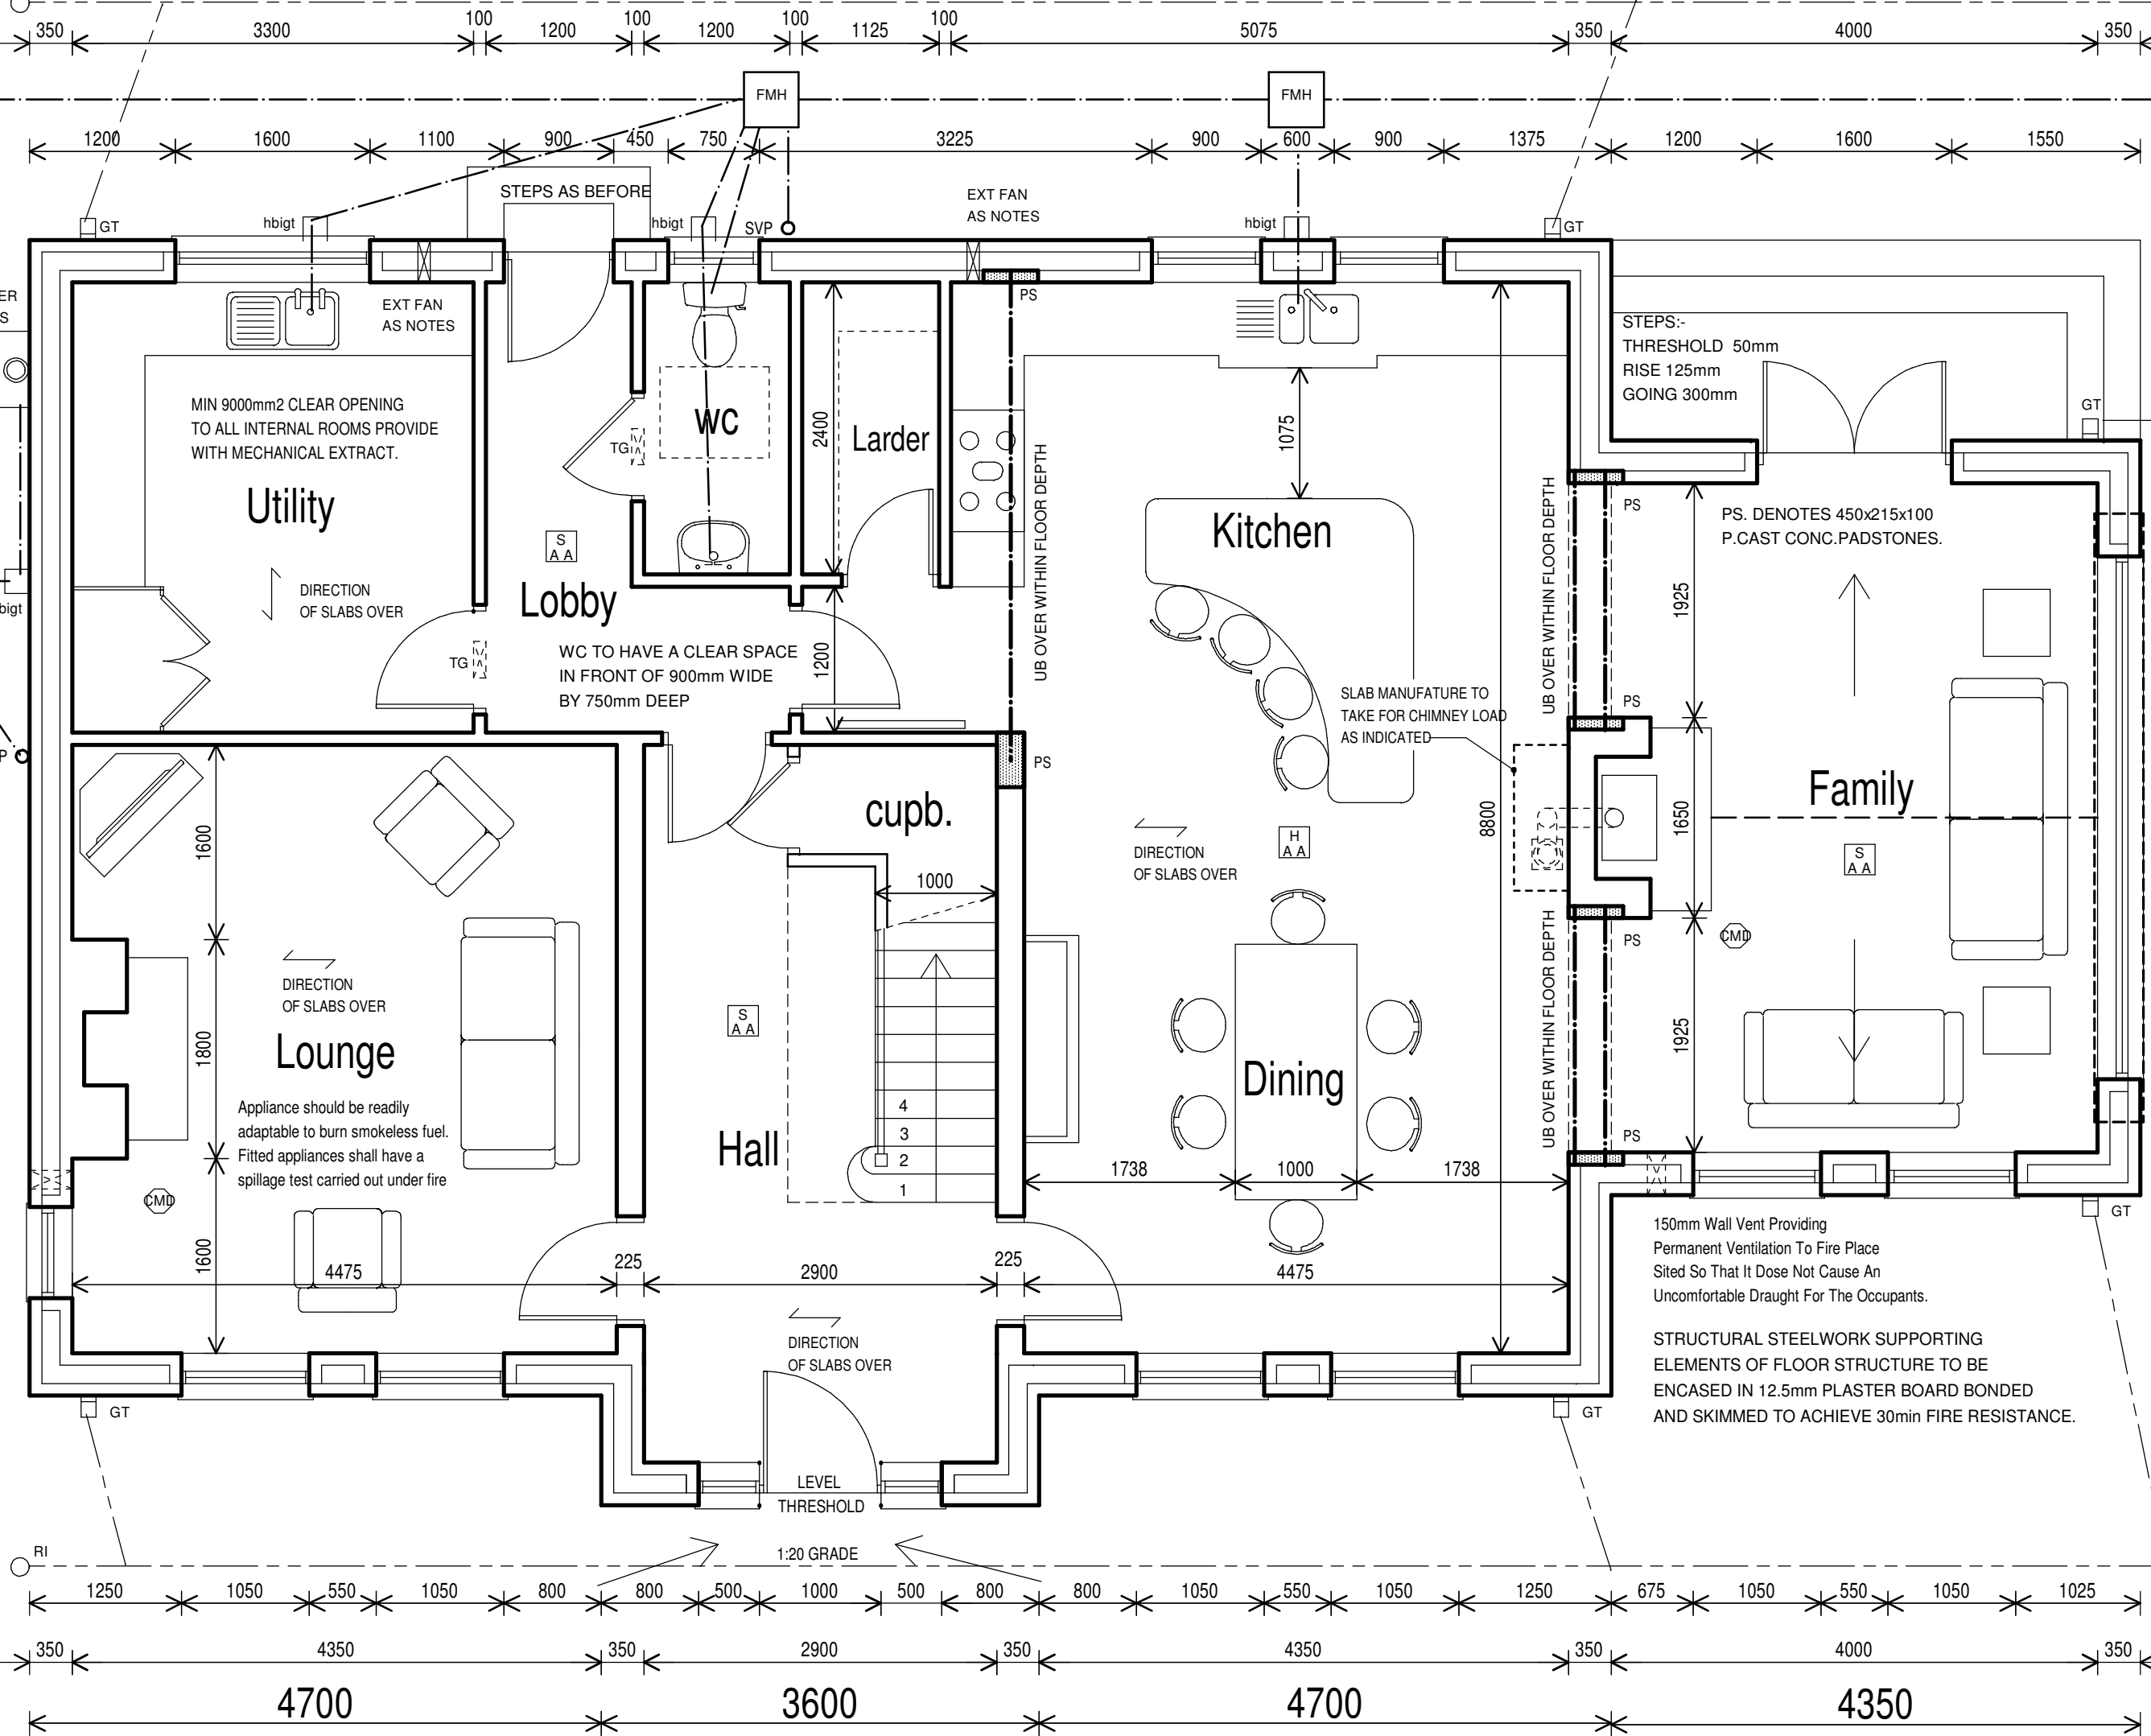 350 3300 100 1200 100 1200 100 1125 100 5075 350 4000 350
FMH FMH
1200 1600 1100 900 450 750 3225 900 600 900 1375 1200 1600 1550
STEPS AS BEFORE
EXT FAN
AS NOTES
GT
hbigt
hbigt
SVP
hbigt
GT
ER
S
EXT FAN
AS NOTES
PS
STEPS:-
THRESHOLD 50mm
RISE 125mm
GOING 300mm
MIN 9000mm2 CLEAR OPENING
TO ALL INTERNAL ROOMS PROVIDE
WITH MECHANICAL EXTRACT.
Utility
TG
wc
2400
Larder
1075
UB OVER WITHIN FLOOR DEPTH
Kitchen
UB OVER WITHIN FLOOR DEPTH
GT
PS
PS. DENOTES 450x215x100
P.CAST CONC.PADSTONES.
S
A A
Lobby
DIRECTION
OF SLABS OVER
bigt
1925
TG
WC TO HAVE A CLEAR SPACE
IN FRONT OF 900mm WIDE
BY 750mm DEEP
1200
SLAB MANUFATURE TO
TAKE FOR CHIMNEY LOAD
AS INDICATED
PS
P
PS
cupb.
1600
DIRECTION
OF SLABS OVER
H
A A
8800
1650
Family
S
A A
1000
DIRECTION
OF SLABS OVER
S
A A
UB OVER WITHIN FLOOR DEPTH
PS
CMD
1800
Lounge
Appliance should be readily
adaptable to burn smokeless fuel.
Fitted appliances shall have a
spillage test carried out under fire
CMD
Hall
4
3
2
1
Dining
1925
PS
1738 1000 1738
GT
1600
4475 225 2900 225 4475
150mm Wall Vent Providing
Permanent Ventilation To Fire Place
Sited So That It Dose Not Cause An
Uncomfortable Draught For The Occupants.
DIRECTION
OF SLABS OVER
STRUCTURAL STEELWORK SUPPORTING
ELEMENTS OF FLOOR STRUCTURE TO BE
ENCASED IN 12.5mm PLASTER BOARD BONDED
AND SKIMMED TO ACHIEVE 30min FIRE RESISTANCE.
GT
GT
LEVEL
THRESHOLD
RI
1:20 GRADE
1250 1050 550 1050 800 800 500 1000 500 800 800 1050 550 1050 1250 675 1050 550 1050 1025
350 4350 350 2900 350 4350 350 4000 350
4700 3600 4700 4350